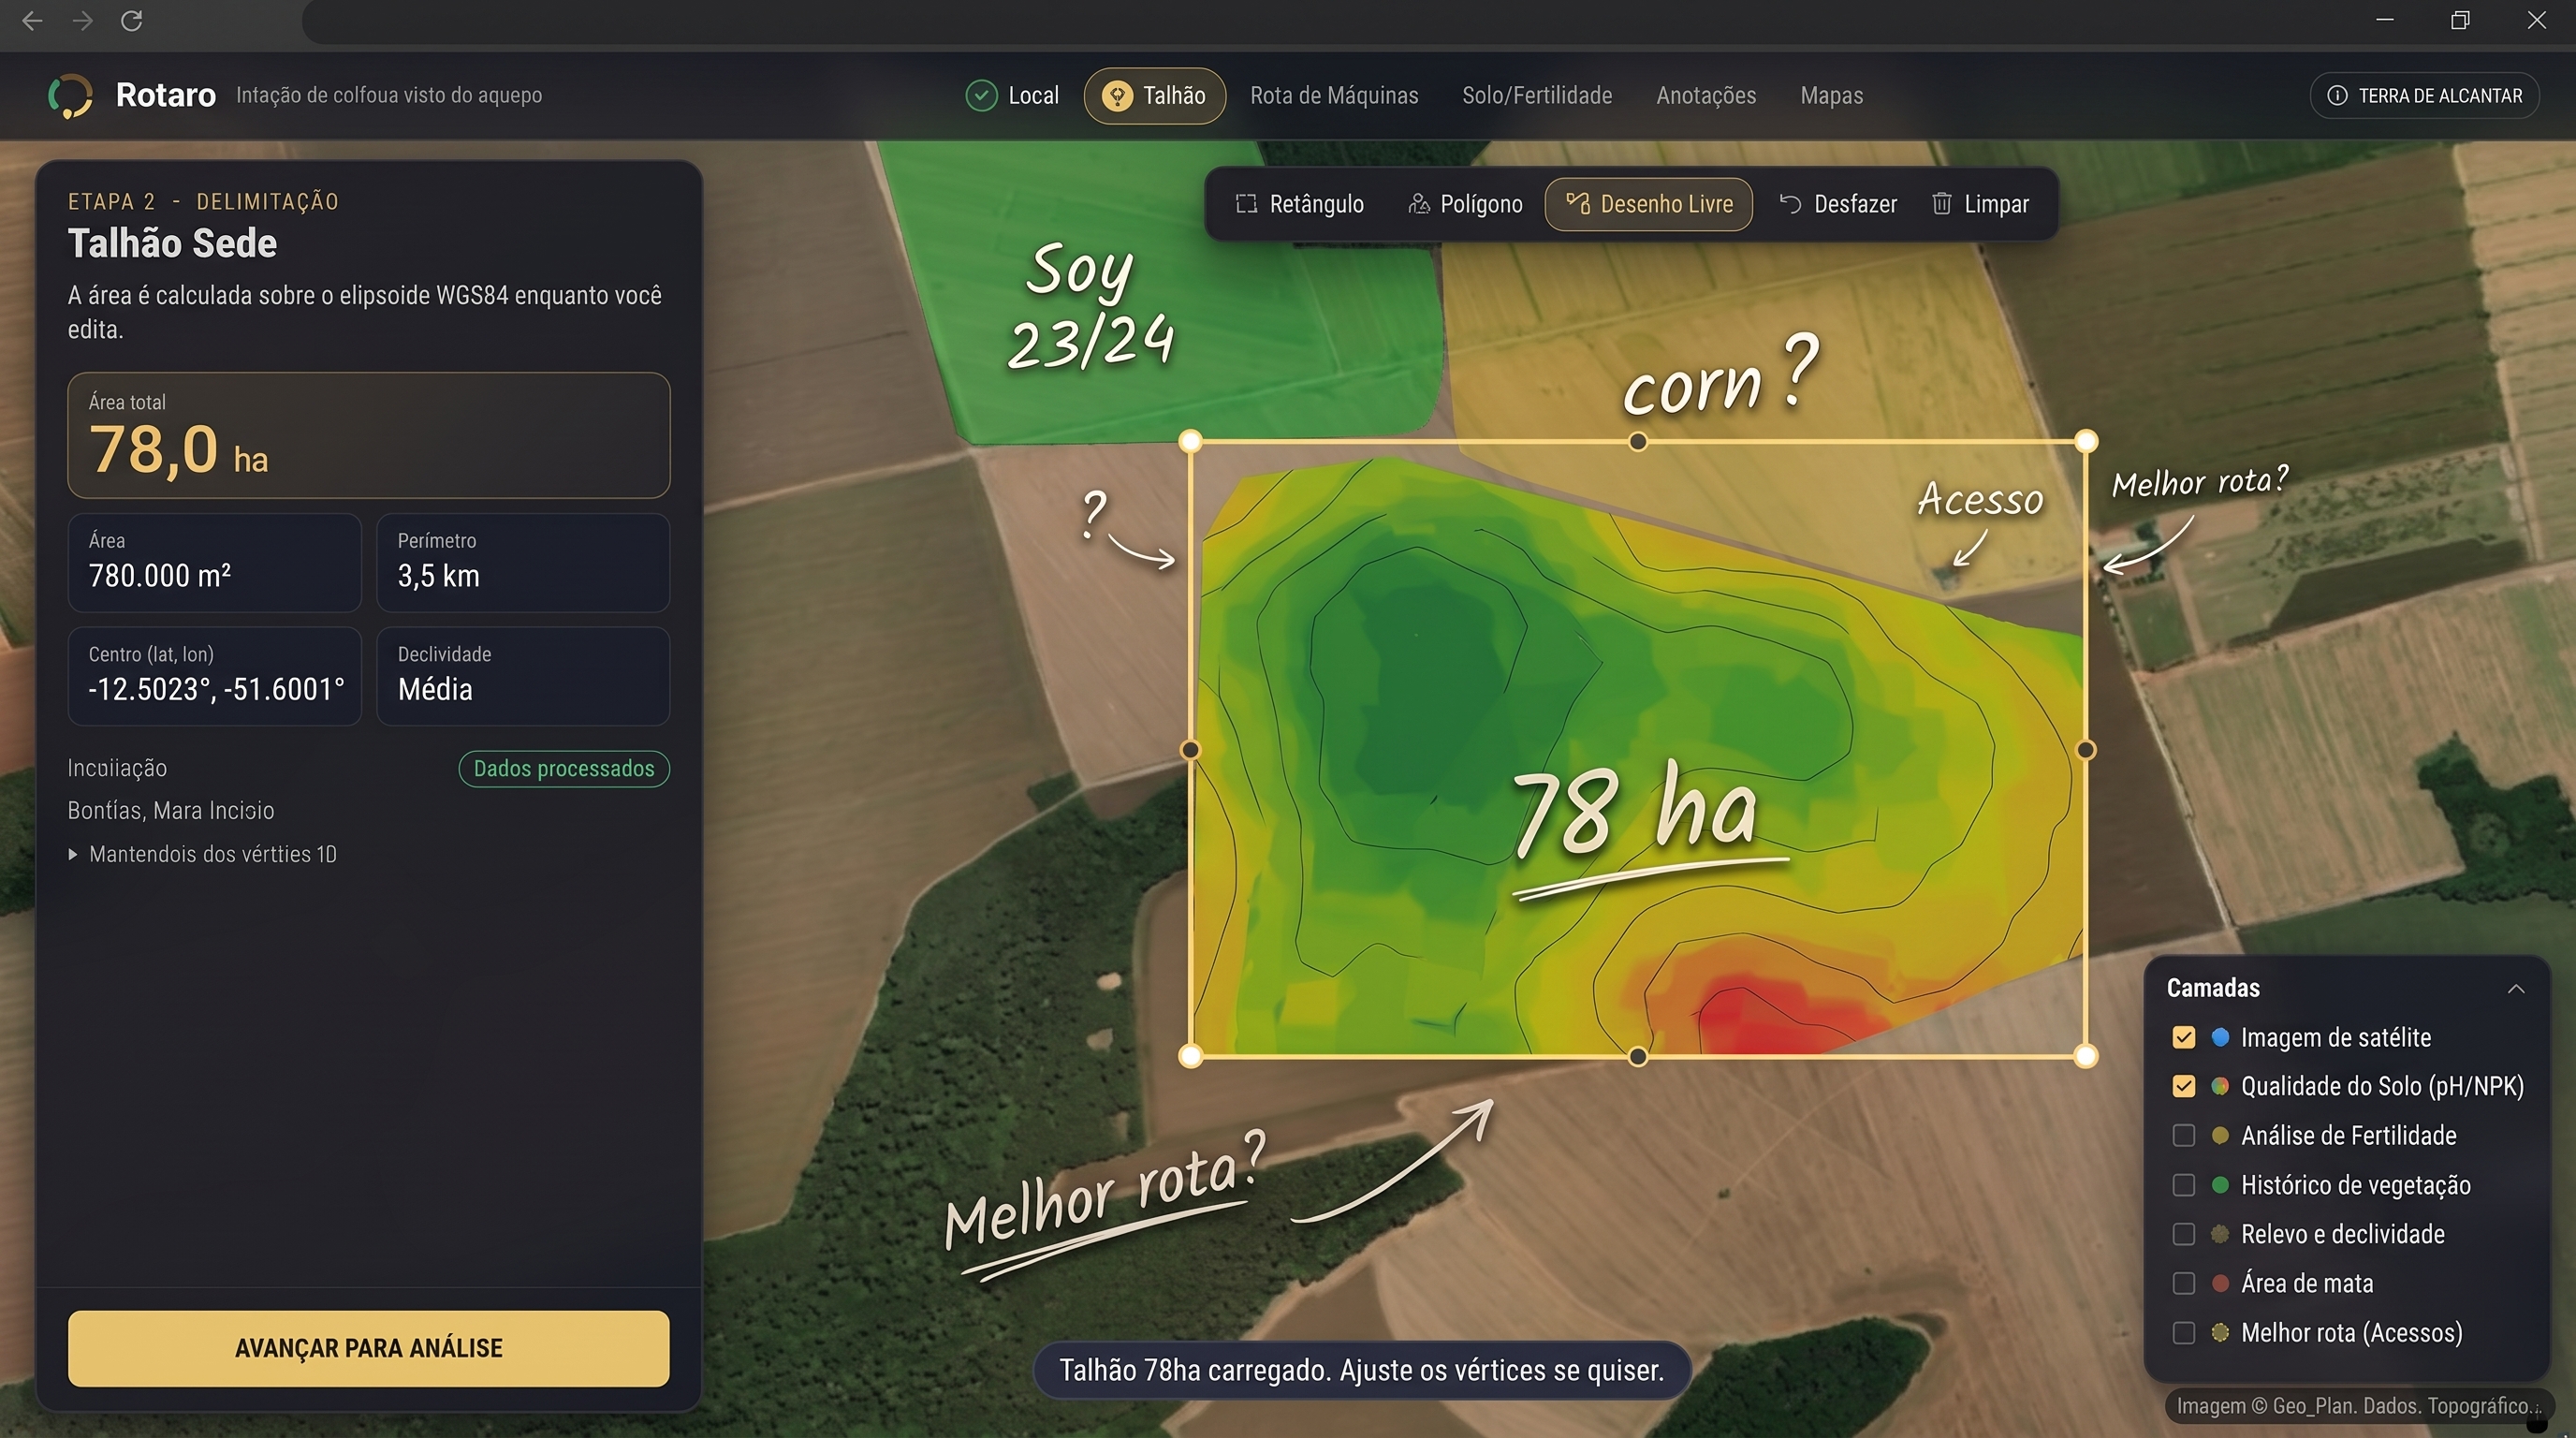 Rotaro
Intação de colfoua visto do aquepo
Local
Talhão
Rota de Máquinas
Solo/Fertilidade
Anotações
Mapas
TERRA DE ALCANTAR
ETAPA 2 - DELIMITAÇÃO
Talhão Sede
A área é calculada sobre o elipsoide WGS84 enquanto você
edita.
Área total
78,0 ha
Área
780.000 m²
Perímetro
3,5 km
Centro (lat, lon)
-12.5023°, -51.6001°
Declividade
Média
Dados processados
Bontías, Mara Incisio
Mantendois dos vértties 10
AVANÇAR PARA ANÁLISE
Retângulo
Polígono
Desenho Livre
Desfazer
Limpar
Soy
23/24
corn ?
?
Acesso
Melhor rota?
78 ha
Melhor rota?
Talhão 78ha carregado. Ajuste os vértices se quiser.
Camadas
Imagem de satélite
Qualidade do Solo (pH/NPK)
Análise de Fertilidade
Histórico de vegetação
Relevo e declividade
Área de mata
Melhor rota (Acessos)
Imagem © Geo_Plan. Dados. Topográfico...